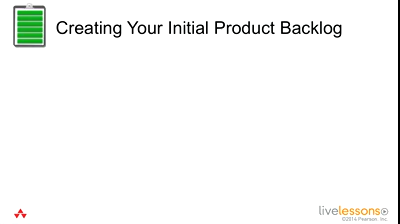 Creating Your Initial Product Backlog
livelessons
©2014 Pearson, Inc.